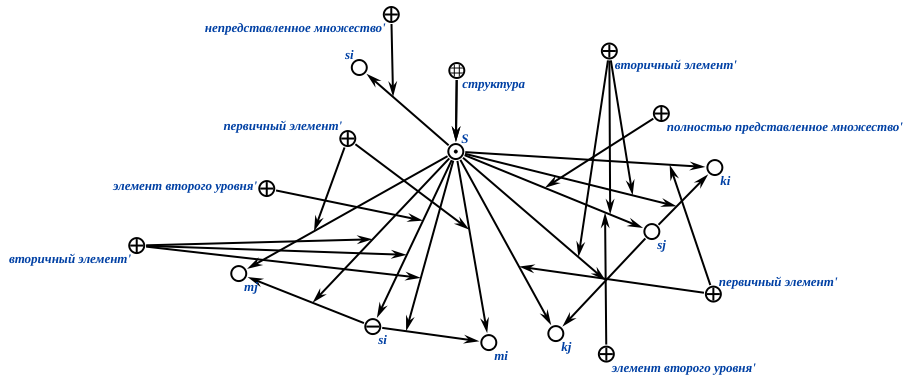 непредставленное множество'
si
вторичный элемент'
структура
полностью представленное множество'
первичный элемент'
S
ki
элемент второго уровня'
sj
вторичный элемент'
первичный элемент'
mj
si
mi
kj
элемент второго уровня'